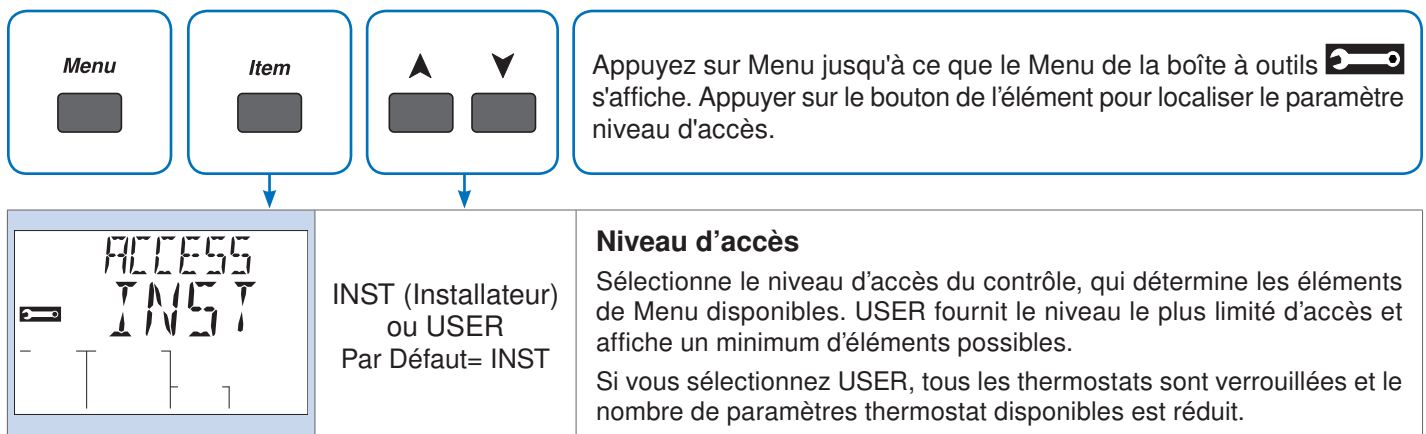 Menu
Item
Appuyez sur Menu jusqu'à ce que le Menu de la boîte à outils
s'affiche. Appuyer sur le bouton de l’élément pour localiser le paramètre
niveau d'accès.
ACCESS
INST
INST (Installateur)
ou USER
Par Défaut= INST
Niveau d’accès
Sélectionne le niveau d’accès du contrôle, qui détermine les éléments
de Menu disponibles. USER fournit le niveau le plus limité d’accès et
affiche un minimum d’éléments possibles.
Si vous sélectionnez USER, tous les thermostats sont verrouillées et le
nombre de paramètres thermostat disponibles est réduit.